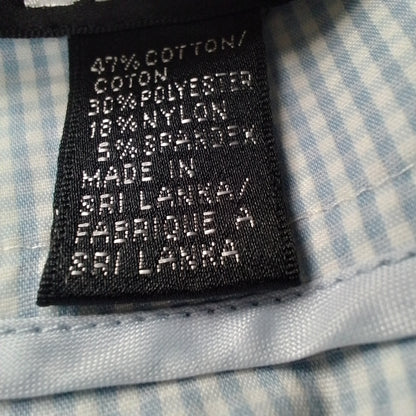 47% COTTON/
COTON
30% POLYESTER
18% NYLON
5% SPANDEX
MADE IN
SRI LANKA/
FABRIQUE A
SRI LANKA